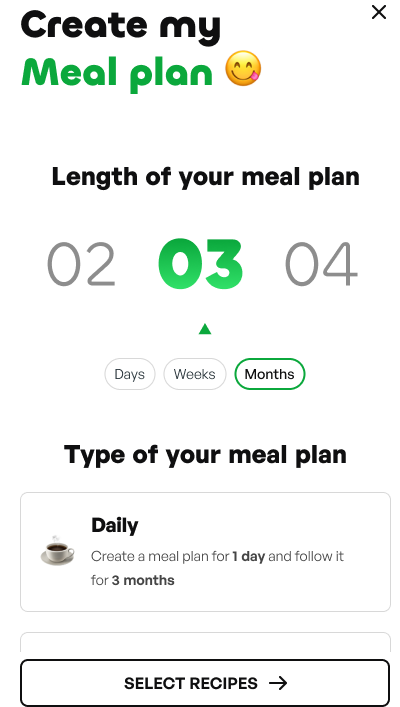 Create my
Meal plan
Length of your meal plan
02 03 04
Days Weeks Months
Type of your meal plan
Daily
Create a meal plan for 1 day and follow it
for 3 months
SELECT RECIPES